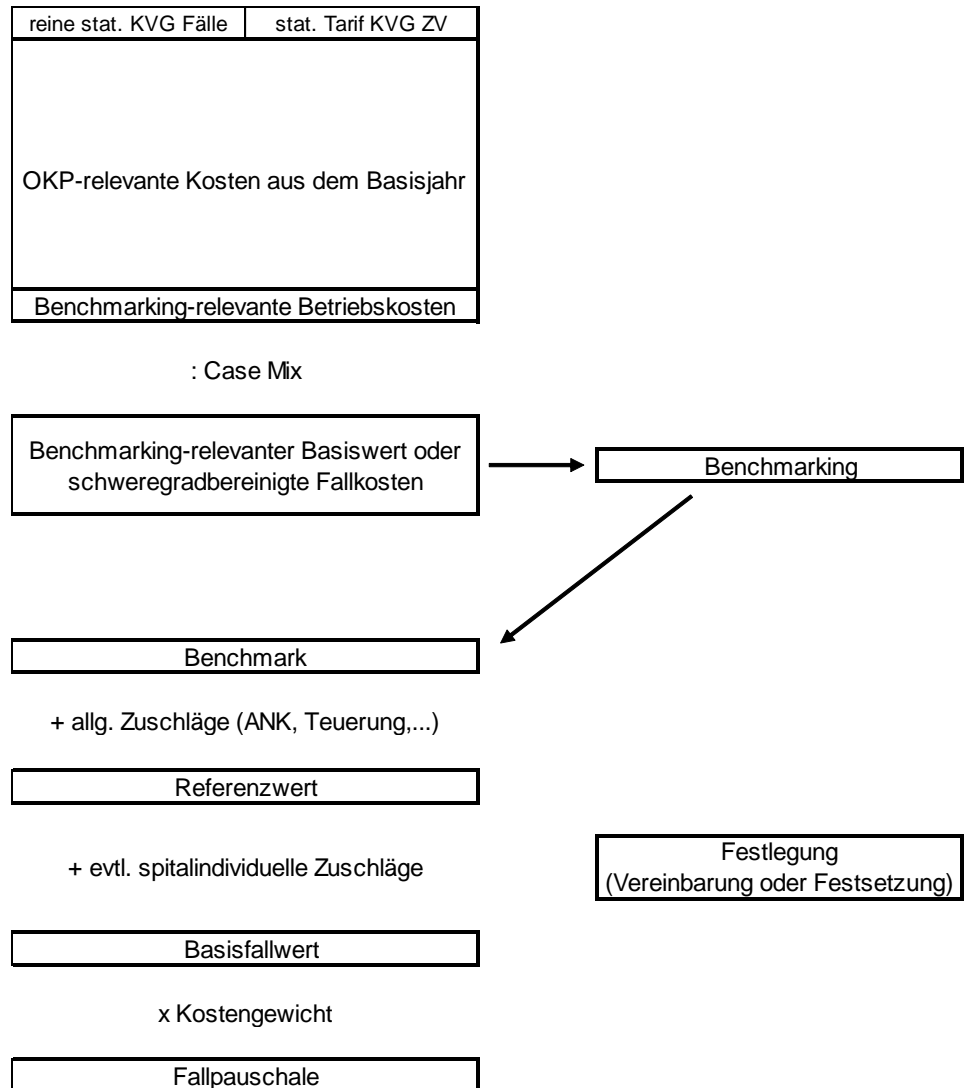 reine stat. KVG Fälle
stat. Tarif KVG ZV
OKP-relevante Kosten aus dem Basisjahr
Benchmarking-relevante Betriebskosten
: Case Mix
Benchmarking-relevanter Basiswert oder
schweregradbereinigte Fallkosten
Benchmarking
Benchmark
+ allg. Zuschläge (ANK, Teuerung,...)
Referenzwert
+ evtl. spitalindividuelle Zuschläge
Festlegung
(Vereinbarung oder Festsetzung)
Basisfallwert
x Kostengewicht
Fallpauschale